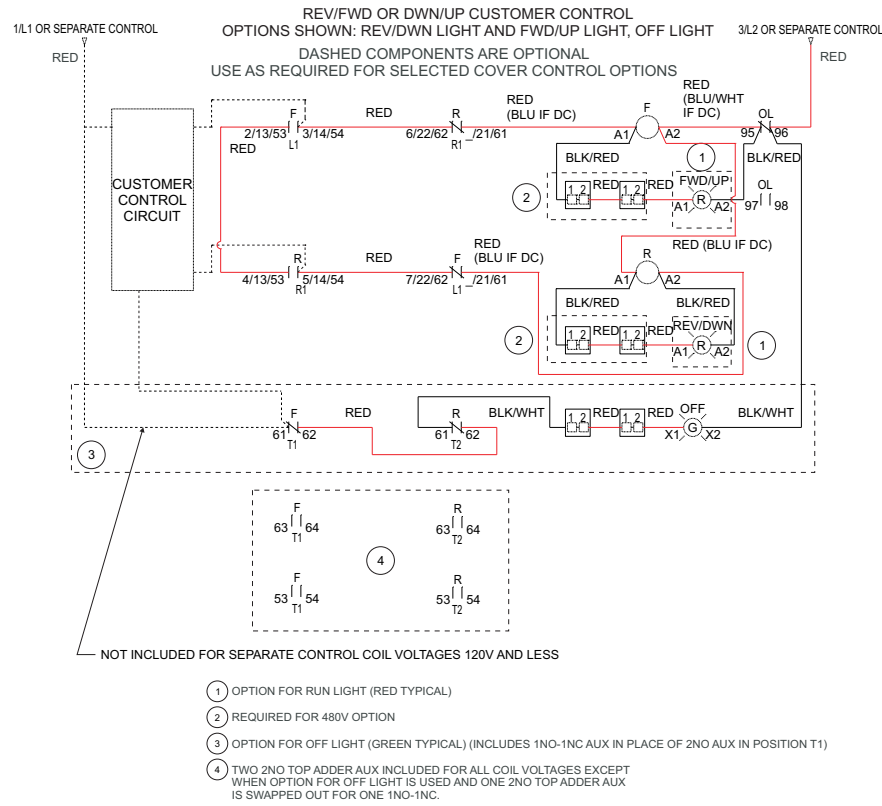 REV/FWD OR DWN/UP CUSTOMER CONTROL
1/L1 OR SEPARATE CONTROL
OPTIONS SHOWN: REV/DWN LIGHT AND FWD/UP LIGHT, OFF LIGHT
3/L2 OR SEPARATE CONTROL
RED
DASHED COMPONENTS ARE OPTIONAL
USE AS REQUIRED FOR SELECTED COVER CONTROL OPTIONS
RED
F
2/13/53 3/14/54
L1
RED
RED
R
6/22/62 _/21/61
R1
RED
(BLU IF DC)
F
A1 A2
RED
(BLU/WHT
IF DC)
OL
95 96
BLK/RED
BLK/RED
1
CUSTOMER
CONTROL
CIRCUIT
2
1 2 RED 1 2 RED
FWD/UP
R
A1 A2
OL
97 98
RED (BLU IF DC)
R
4/13/53 5/14/54
R1
RED
F
7/22/62 _/21/61
L1
RED
(BLU IF DC)
R
A1 A2
BLK/RED
BLK/RED
2
1 2 RED 1 2 RED
REV/DWN
R
A1 A2
1
F
61 62
T1
RED
R
61 62
T2
BLK/WHT
1 2 RED 1 2 RED
OFF
G
X1 X2
BLK/WHT
3
F
63 64
T1
R
63 64
T2
4
F
53 54
T1
R
53 54
T2
NOT INCLUDED FOR SEPARATE CONTROL COIL VOLTAGES 120V AND LESS
1 OPTION FOR RUN LIGHT (RED TYPICAL)
2 REQUIRED FOR 480V OPTION
3 OPTION FOR OFF LIGHT (GREEN TYPICAL) (INCLUDES 1NO-1NC AUX IN PLACE OF 2NO AUX IN POSITION T1)
4 TWO 2NO TOP ADDER AUX INCLUDED FOR ALL COIL VOLTAGES EXCEPT
WHEN OPTION FOR OFF LIGHT IS USED AND ONE 2NO TOP ADDER AUX
IS SWAPPED OUT FOR ONE 1NO-1NC.